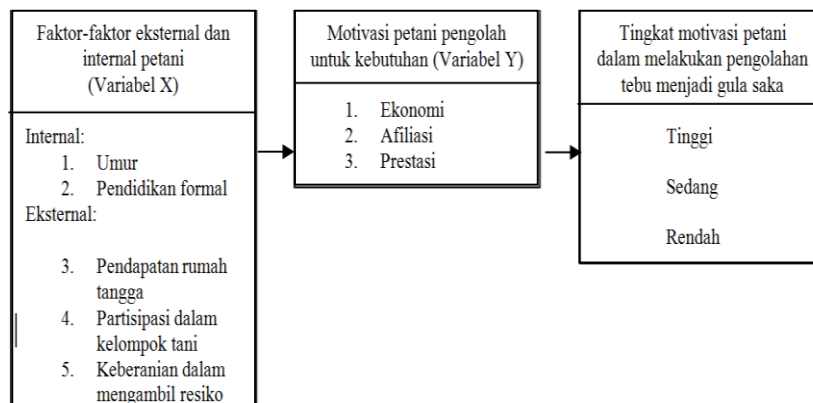 Faktor-faktor eksternal dan
internal petani
(Variabel X)
Internal:
1. Umur
2. Pendidikan formal
Eksternal:
3. Pendapatan rumah
tangga
4. Partisipasi dalam
kelompok tani
5. Keberanian dalam
mengambil resiko
Motivasi petani pengolah
untuk kebutuhan (Variabel Y)
1. Ekonomi
2. Afiliasi
3. Prestasi
Tingkat motivasi petani
dalam melakukan pengolahan
tebu menjadi gula saka
Tinggi
Sedang
Rendah